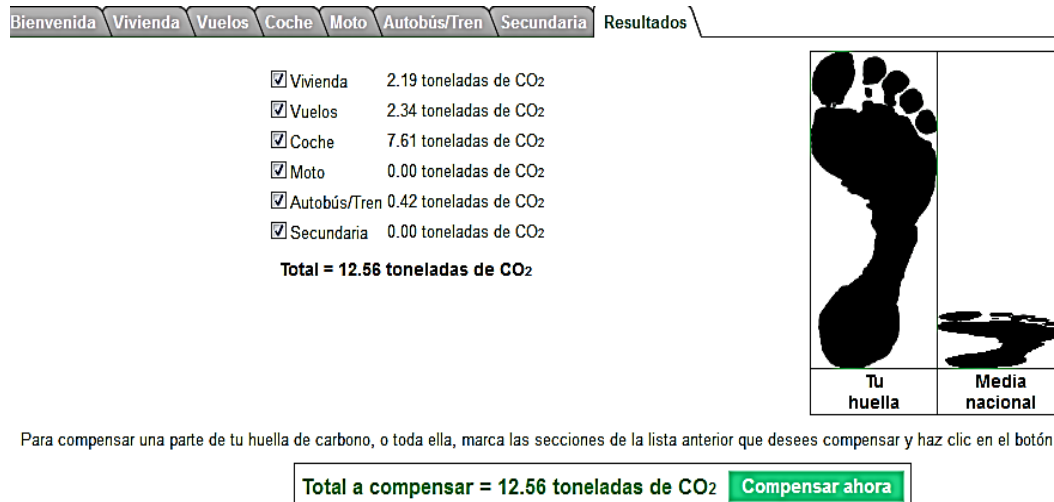 Bienvenida Vivienda Vuelos Coche Moto Autobús/Tren Secundaria Resultados
Vivienda 2.19 toneladas de CO2
Vuelos 2.34 toneladas de CO2
Coche 7.61 toneladas de CO2
Moto 0.00 toneladas de CO2
Autobús/Tren 0.42 toneladas de CO2
Secundaria 0.00 toneladas de CO2
Total = 12.56 toneladas de CO2
Tu huella
Media nacional
Para compensar una parte de tu huella de carbono, o toda ella, marca las secciones de la lista anterior que desees compensar y haz clic en el botón
Total a compensar = 12.56 toneladas de CO2 Compensar ahora